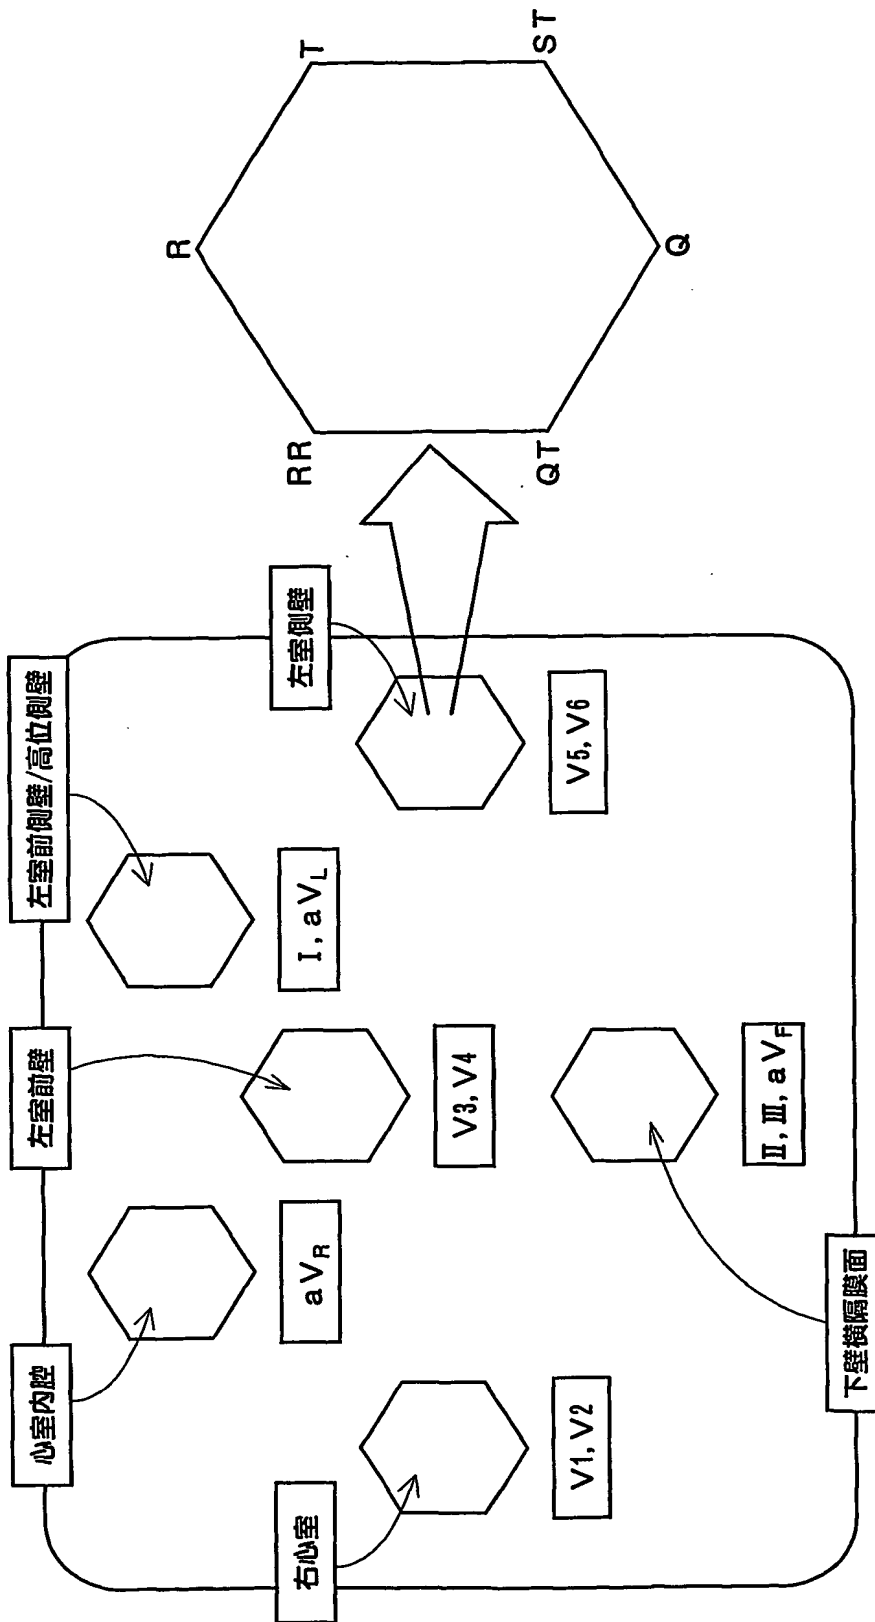 心室内腔
左室前壁
左室前側壁/高位側壁
右心室
左室側壁
下壁横隔膜面
aVR
I, aVL
V3, V4
V1, V2
V5, V6
II, III, aVF
R
T
ST
Q
QT
RR